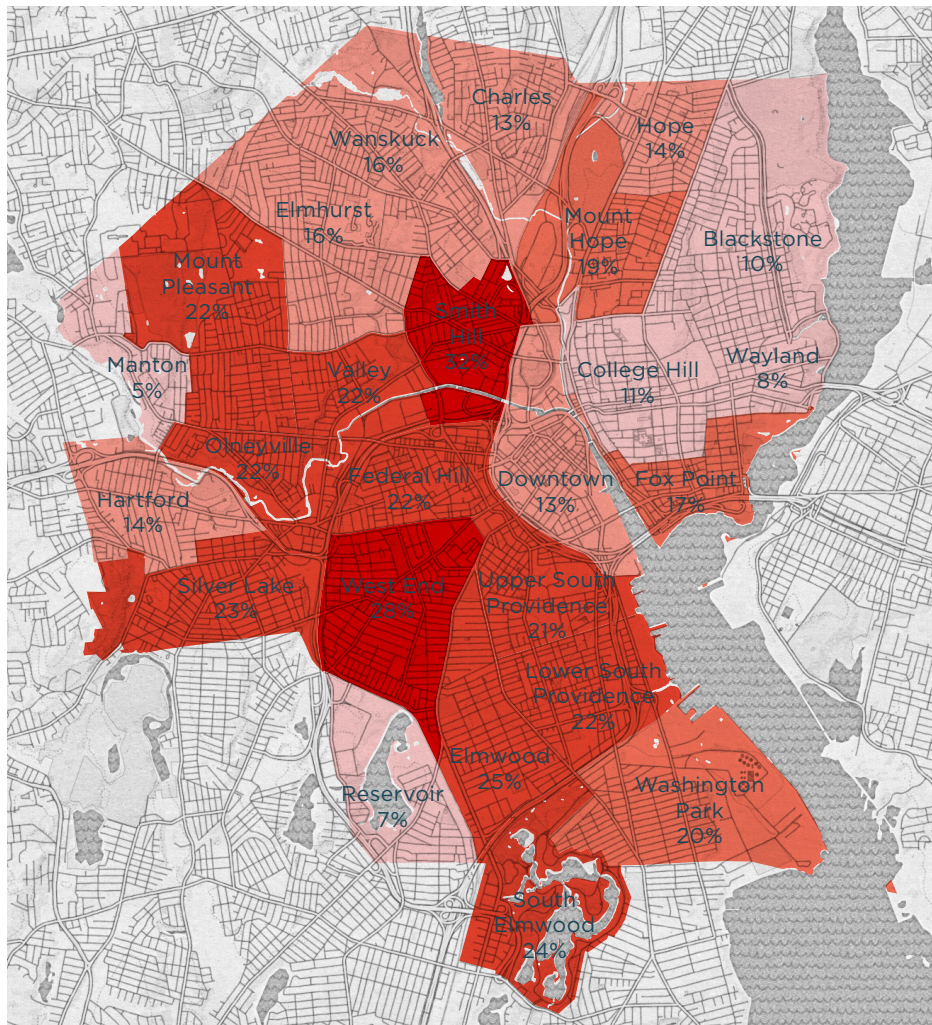 Charles
13%
Hope
14%
Wanskuck
16%
Elmhurst
16%
Mount
Hope
19%
Blackstone
10%
Mount
Pleasant
22%
Smith
Hill
32%
Manton
5%
Valley
22%
College Hill
11%
Wayland
8%
Olneyville
22%
Federal Hill
22%
Downtown
13%
Fox Point
17%
Hartford
14%
Silver Lake
23%
West End
28%
Upper South
Providence
21%
Lower South
Providence
22%
Elmwood
25%
Reservoir
7%
Washington
Park
20%
South
Elmwood
24%